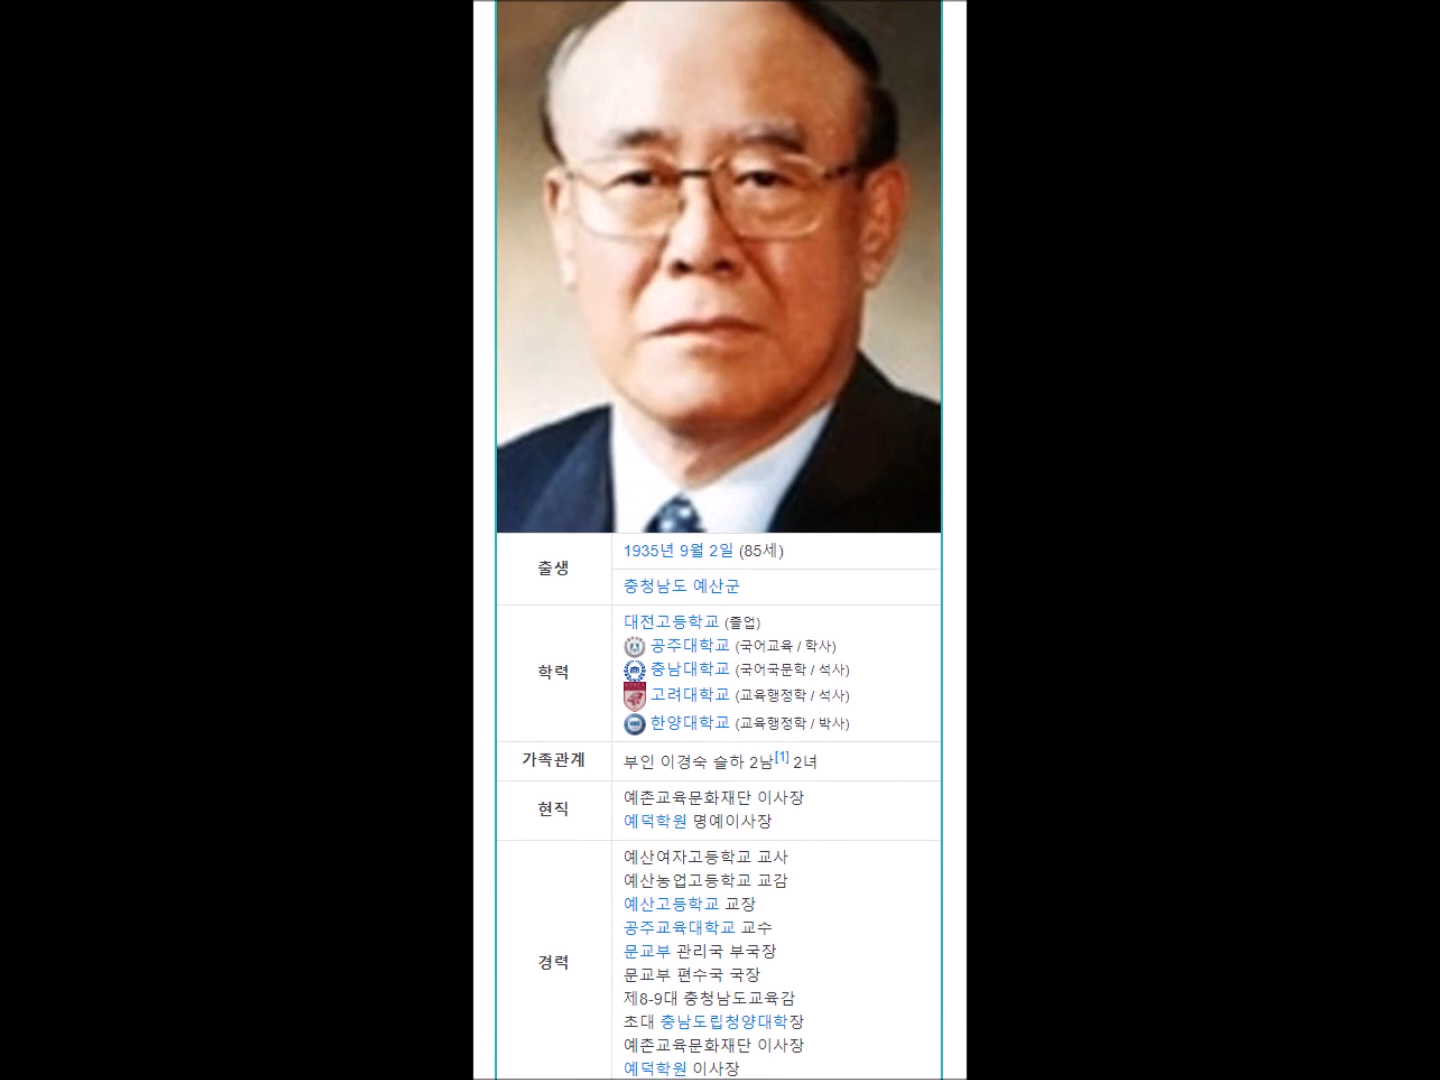 출생
1935년 9월 2일 (85세)
충청남도 예산군
학력
대전고등학교 (졸업)
공주대학교 (국어교육 / 학사)
충남대학교 (국어국문학 / 석사)
고려대학교 (교육행정학 / 석사)
한양대학교 (교육행정학 / 박사)
가족관계
부인 이경숙 슬하 2남[1] 2녀
현직
예촌교육문화재단 이사장
예덕학원 명예이사장
경력
예산여자고등학교 교사
예산농업고등학교 교감
예산고등학교 교장
공주교육대학교 교수
문교부 관리국 부국장
문교부 편수국 국장
제8-9대 충청남도교육감
초대 충남도립청양대학장
예촌교육문화재단 이사장
예덕학원 이사장